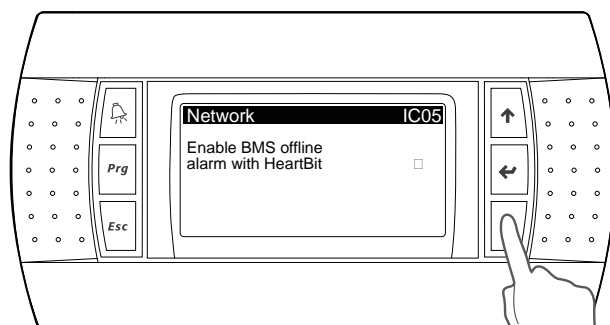 Network IC05
Enable BMS offline
alarm with HeartBit
Prg
Esc